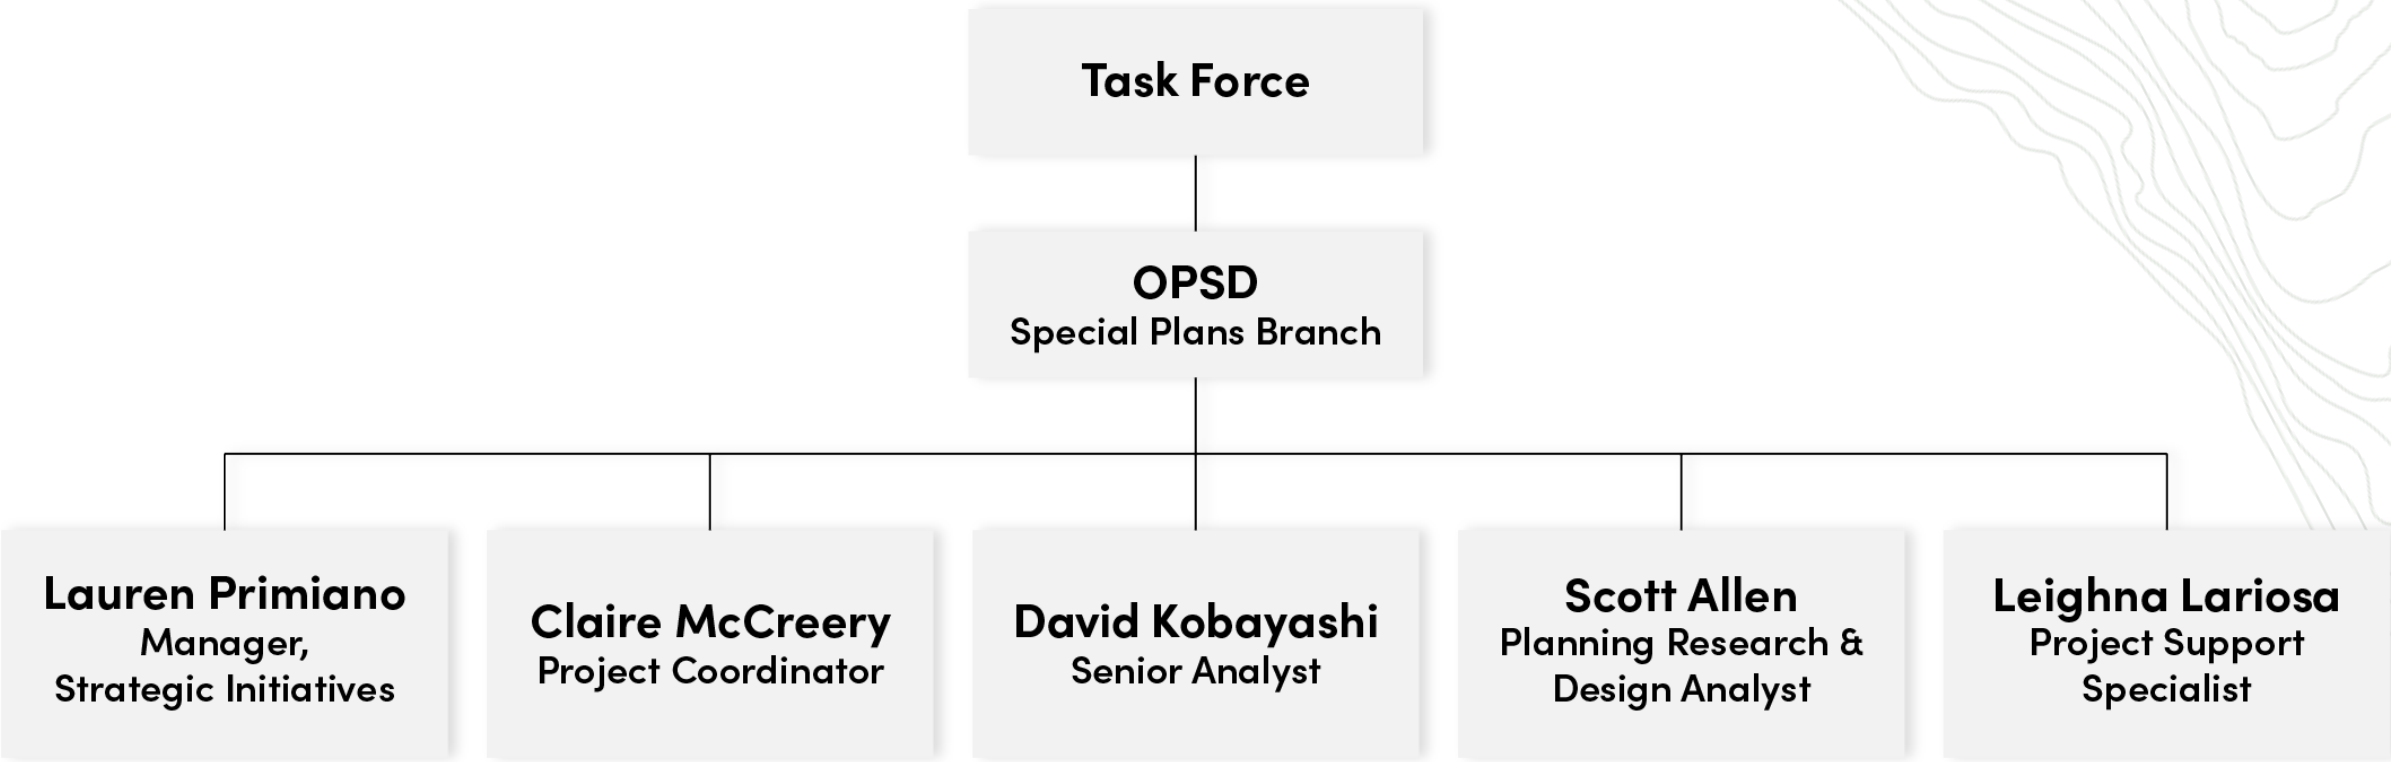 Task Force
OPSD
Special Plans Branch
Lauren Primiano
Manager,
Strategic Initiatives
Claire McCreery
Project Coordinator
David Kobayashi
Senior Analyst
Scott Allen
Planning Research &
Design Analyst
Leighna Lariosa
Project Support
Specialist